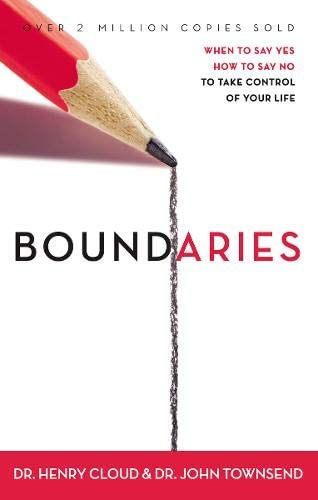 OVER 2 MILLION COPIES SOLD
WHEN TO SAY YES
HOW TO SAY NO
TO TAKE CONTROL
OF YOUR LIFE
BOUNDARIES
DR. HENRY CLOUD & DR. JOHN TOWNSEND